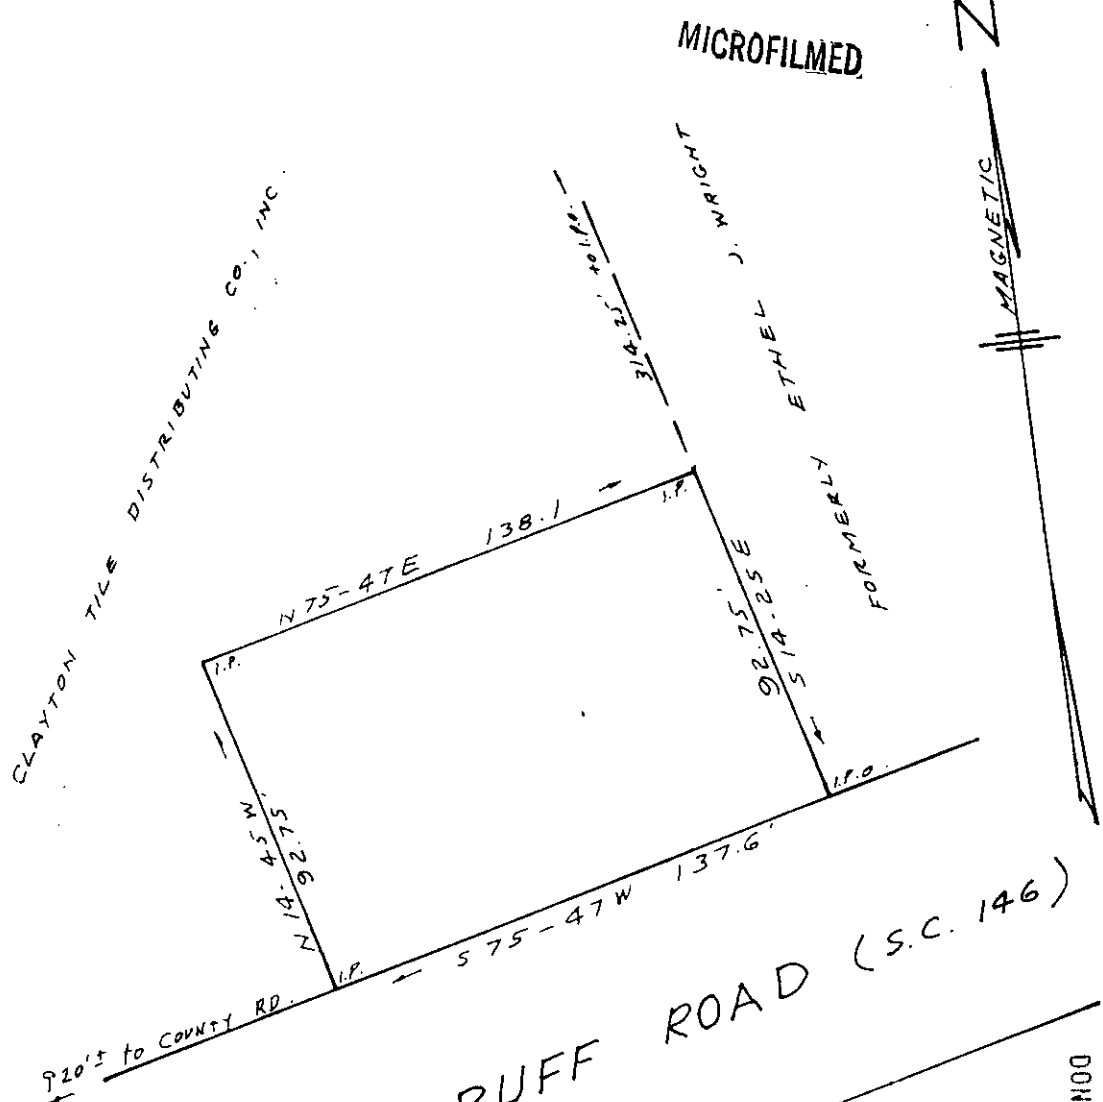 MICROFILMED
N
MAGNETIC
CLAYTON TILE DISTRIBUTING CO., INC.
314.25' to I.P.O.
FORMERLY ETHEL J. WRIGHT
N 75-47 E 138.1
I.P.
I.P.
S 14-25 E
92.75'
N 14-45 W
92.75'
I.P.
I.P.O.
S 75-47 W 137.6'
920'± to COUNTY RD.
ROAD (S.C. 146)